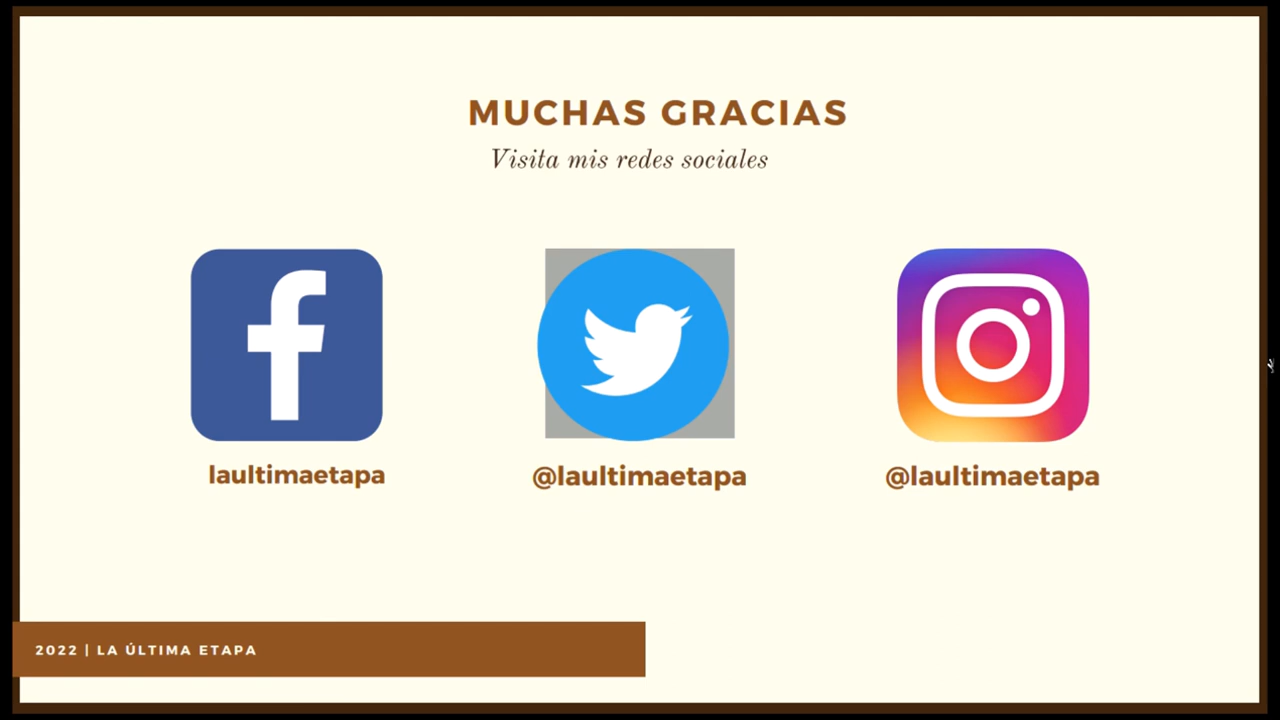 MUCHAS GRACIAS
Visita mis redes sociales
laultimaetapa
@laultimaetapa
@laultimaetapa
2022 | LA ÚLTIMA ETAPA